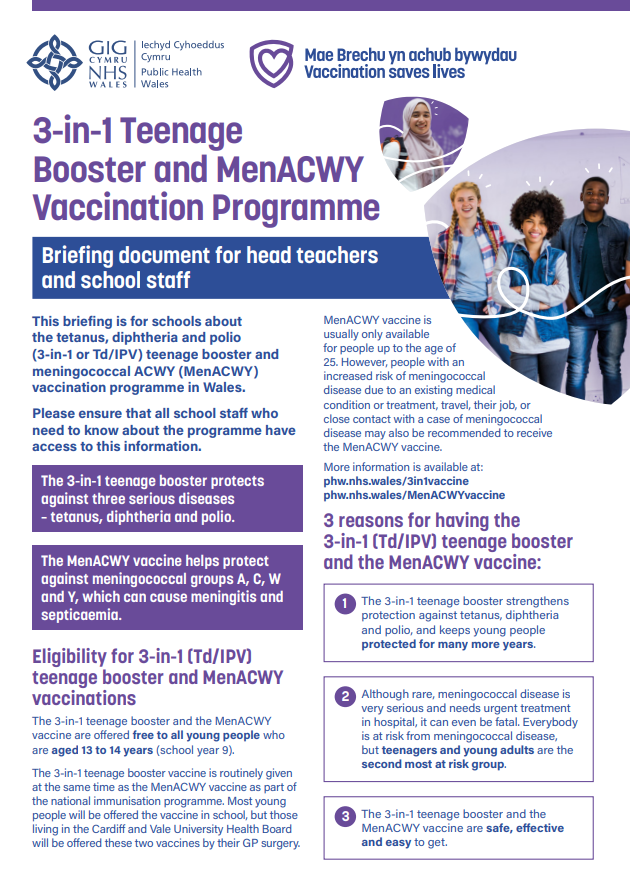 GIG
CYMRU
NHS
WALES
Iechyd Cyhoeddus
Cymru
Public Health
Wales
Mae Brechu yn achub bywydau
Vaccination saves lives
3-in-1 Teenage
Booster and MenACWY
Vaccination Programme
Briefing document for head teachers
and school staff
This briefing is for schools about
the tetanus, diphtheria and polio
(3-in-1 or Td/IPV) teenage booster and
meningococcal ACWY (MenACWY)
vaccination programme in Wales.
Please ensure that all school staff who
need to know about the programme have
access to this information.
The 3-in-1 teenage booster protects
against three serious diseases
– tetanus, diphtheria and polio.
The MenACWY vaccine helps protect
against meningococcal groups A, C, W
and Y, which can cause meningitis and
septicaemia.
Eligibility for 3-in-1 (Td/IPV)
teenage booster and MenACWY
vaccinations
The 3-in-1 teenage booster and the MenACWY
vaccine are offered free to all young people who
are aged 13 to 14 years (school year 9).
The 3-in-1 teenage booster vaccine is routinely given
at the same time as the MenACWY vaccine as part of
the national immunisation programme. Most young
people will be offered the vaccine in school, but those
living in the Cardiff and Vale University Health Board
will be offered these two vaccines by their GP surgery.
MenACWY vaccine is
usually only available
for people up to the age of
25. However, people with an
increased risk of meningococcal
disease due to an existing medical
condition or treatment, travel, their job, or
close contact with a case of meningococcal
disease may also be recommended to receive
the MenACWY vaccine.
More information is available at:
phw.nhs.wales/3in1vaccine
phw.nhs.wales/MenACWYvaccine
3 reasons for having the
3-in-1 (Td/IPV) teenage booster
and the MenACWY vaccine:
1 The 3-in-1 teenage booster strengthens
protection against tetanus, diphtheria
and polio, and keeps young people
protected for many more years.
2 Although rare, meningococcal disease is
very serious and needs urgent treatment
in hospital, it can even be fatal. Everybody
is at risk from meningococcal disease,
but teenagers and young adults are the
second most at risk group.
3 The 3-in-1 teenage booster and the
MenACWY vaccine are safe, effective
and easy to get.